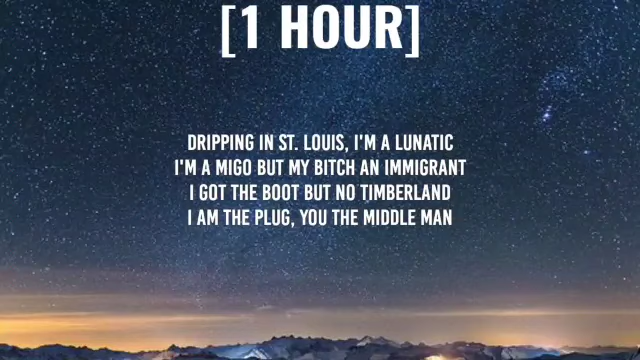 [1 HOUR]
DRIPPING IN ST. LOUIS, I'M A LUNATIC
I'M A MIGO BUT MY BITCH AN IMMIGRANT
I GOT THE BOOT BUT NO TIMBERLAND
I AM THE PLUG, YOU THE MIDDLE MAN